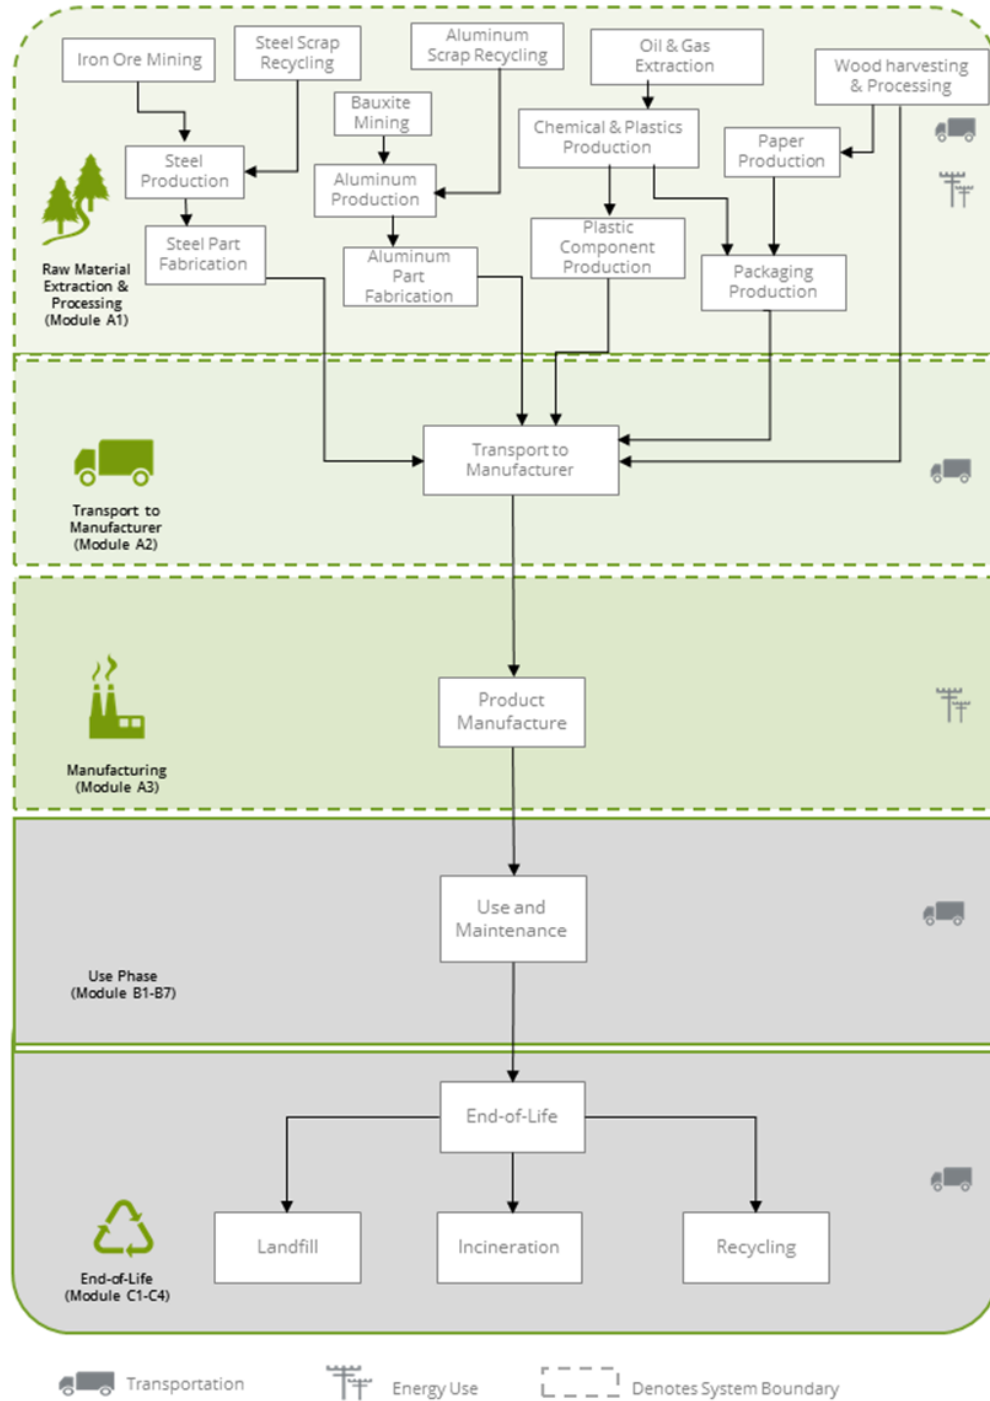 Iron Ore Mining
Steel Scrap
Recycling
Aluminum
Scrap Recycling
Oil & Gas
Extraction
Wood harvesting
& Processing
Bauxite
Mining
Chemical & Plastics
Production
Paper
Production
Steel
Production
Aluminum
Production
Steel Part
Fabrication
Aluminum
Part
Fabrication
Plastic
Component
Production
Packaging
Production
Raw Material
Extraction &
Processing
(Module A1)
Transport to
Manufacturer
Transport to
Manufacturer
(Module A2)
Product
Manufacture
Manufacturing
(Module A3)
Use and
Maintenance
Use Phase
(Module B1-B7)
End-of-Life
Landfill
Incineration
Recycling
End-of-Life
(Module C1-C4)
Transportation
Energy Use
Denotes System Boundary